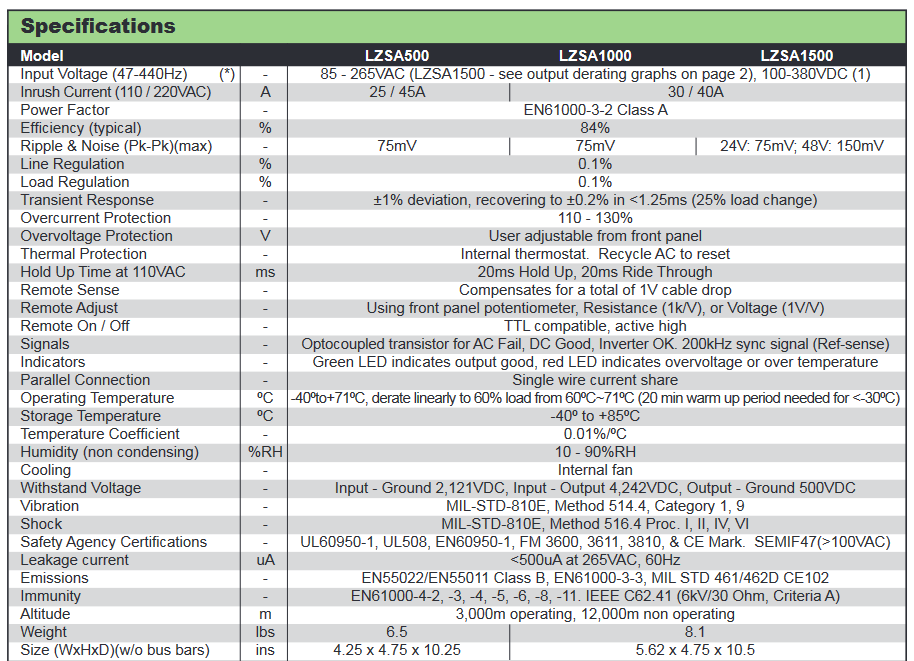 Specifications
Model LZSA500 LZSA1000 LZSA1500
Input Voltage (47-440Hz) (*) - 85 - 265VAC (LZSA1500 - see output derating graphs on page 2), 100-380VDC (1)
Inrush Current (110 / 220VAC) A 25 / 45A 30 / 40A
Power Factor - EN61000-3-2 Class A
Efficiency (typical) % 84%
Ripple & Noise (Pk-Pk)(max) - 75mV 75mV 24V: 75mV; 48V: 150mV
Line Regulation % 0.1%
Load Regulation % 0.1%
Transient Response - ±1% deviation, recovering to ±0.2% in <1.25ms (25% load change)
Overcurrent Protection - 110 - 130%
Overvoltage Protection V User adjustable from front panel
Thermal Protection - Internal thermostat. Recycle AC to reset
Hold Up Time at 110VAC ms 20ms Hold Up, 20ms Ride Through
Remote Sense - Compensates for a total of 1V cable drop
Remote Adjust - Using front panel potentiometer, Resistance (1k/V), or Voltage (1V/V)
Remote On / Off - TTL compatible, active high
Signals - Optocoupled transistor for AC Fail, DC Good, Inverter OK. 200kHz sync signal (Ref-sense)
Indicators - Green LED indicates output good, red LED indicates overvoltage or over temperature
Parallel Connection - Single wire current share
Operating Temperature ºC -40ºto+71ºC, derate linearly to 60% load from 60ºC~71ºC (20 min warm up period needed for <-30ºC)
Storage Temperature ºC -40º to +85ºC
Temperature Coefficient - 0.01%/ºC
Humidity (non condensing) %RH 10 - 90%RH
Cooling - Internal fan
Withstand Voltage - Input - Ground 2,121VDC, Input - Output 4,242VDC, Output - Ground 500VDC
Vibration - MIL-STD-810E, Method 514.4, Category 1, 9
Shock - MIL-STD-810E, Method 516.4 Proc. I, II, IV, VI
Safety Agency Certifications - UL60950-1, UL508, EN60950-1, FM 3600, 3611, 3810, & CE Mark. SEMIF47(>100VAC)
Leakage current uA <500uA at 265VAC, 60Hz
Emissions - EN55022/EN55011 Class B, EN61000-3-3, MIL STD 461/462D CE102
Immunity - EN61000-4-2, -3, -4, -5, -6, -8, -11. IEEE C62.41 (6kV/30 Ohm, Criteria A)
Altitude m 3,000m operating, 12,000m non operating
Weight lbs 6.5 8.1
Size (WxHxD)(w/o bus bars) ins 4.25 x 4.75 x 10.25 5.62 x 4.75 x 10.5